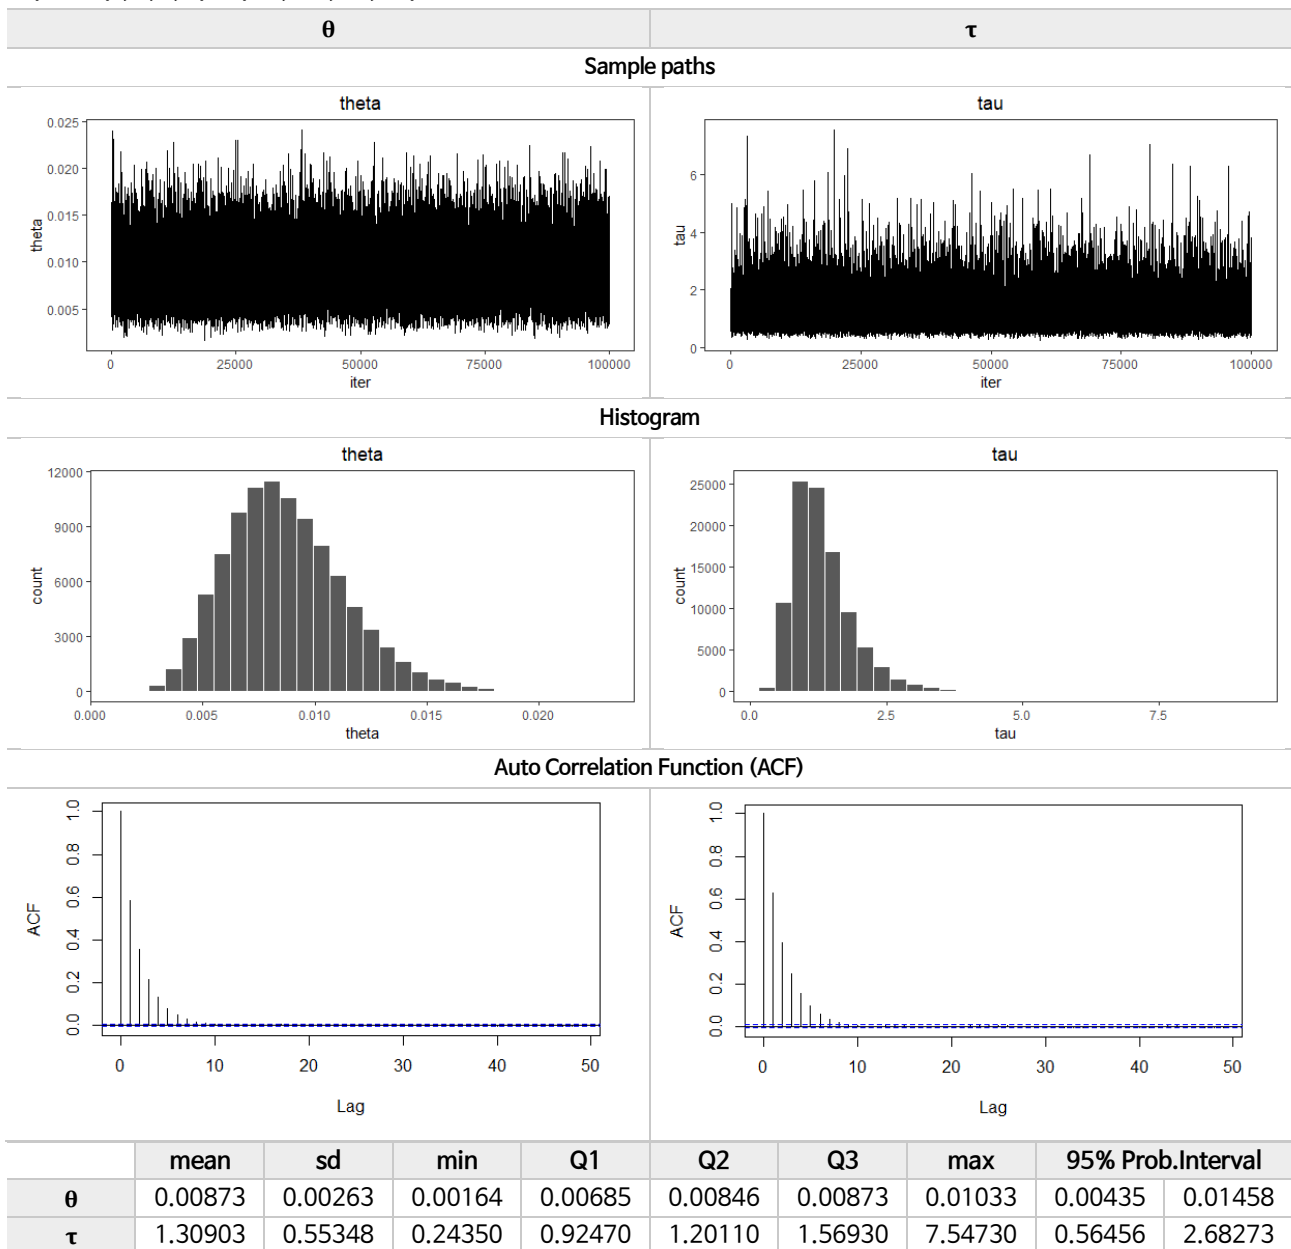 θ τ
Sample paths
theta
0.025
0.020
0.015
0.010
0.005
theta
0 25000 50000 75000 100000
iter
tau
6
4
2
0
tau
0 25000 50000 75000 100000
iter
Histogram
theta
12000
9000
6000
3000
0
count
0.000 0.005 0.010 0.015 0.020
theta
tau
25000
20000
15000
10000
5000
0
count
0.0 2.5 5.0 7.5
tau
Auto Correlation Function (ACF)
1.0
0.8
0.6
0.4
0.2
0.0
ACF
0 10 20 30 40 50
Lag
1.0
0.8
0.6
0.4
0.2
0.0
ACF
0 10 20 30 40 50
Lag
mean sd min Q1 Q2 Q3 max 95% Prob.Interval
θ 0.00873 0.00263 0.00164 0.00685 0.00846 0.00873 0.01033 0.00435 0.01458
τ 1.30903 0.55348 0.24350 0.92470 1.20110 1.56930 7.54730 0.56456 2.68273